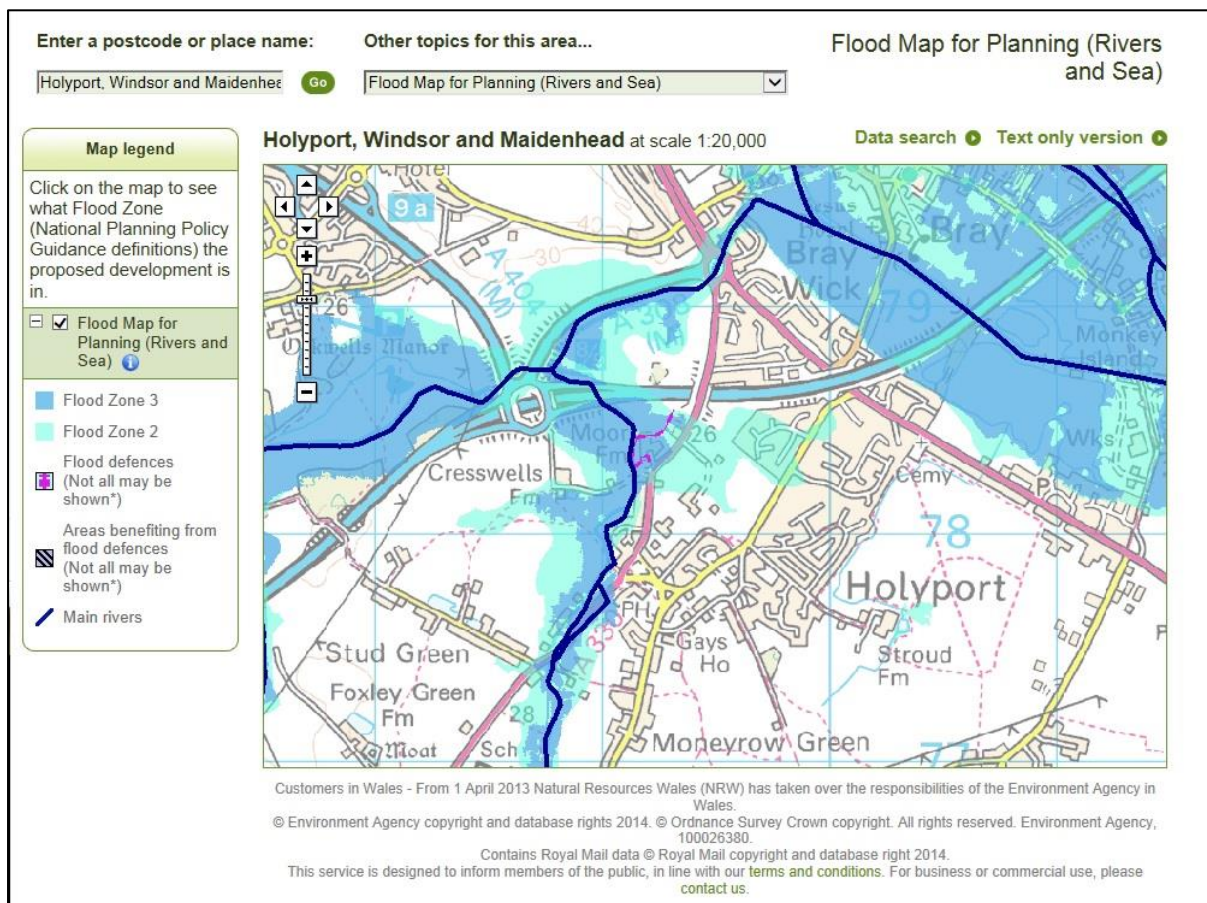 Enter a postcode or place name:
Other topics for this area...
Flood Map for Planning (Rivers
and Sea)
Holyport, Windsor and Maidenhea
Go
Flood Map for Planning (Rivers and Sea)
Map legend
Click on the map to see
what Flood Zone
(National Planning Policy
Guidance definitions) the
proposed development is
in.
Flood Map for
Planning (Rivers and
Sea)
Flood Zone 3
Flood Zone 2
Flood defences
(Not all may be
shown*)
Areas benefiting from
flood defences
(Not all may be
shown*)
Main rivers
Holyport, Windsor and Maidenhead at scale 1:20,000
Data search
Text only version
Hotel
9a
A 404
(M)
30
Bray
Bray
Wick
79
26
Monkey
Island
Cresswells
Fm
26
Wks
Cemy
P
78
Holyport
PH
Gays
Ho
Stroud
Fm
Stud Green
Foxley Green
Fm
28
Moat
Sch
Moneyrow Green
77
Customers in Wales - From 1 April 2013 Natural Resources Wales (NRW) has taken over the responsibilities of the Environment Agency in
Wales.
© Environment Agency copyright and database rights 2014. © Ordnance Survey Crown copyright. All rights reserved. Environment Agency,
100026380.
Contains Royal Mail data © Royal Mail copyright and database right 2014.
This service is designed to inform members of the public, in line with our terms and conditions. For business or commercial use, please
contact us.